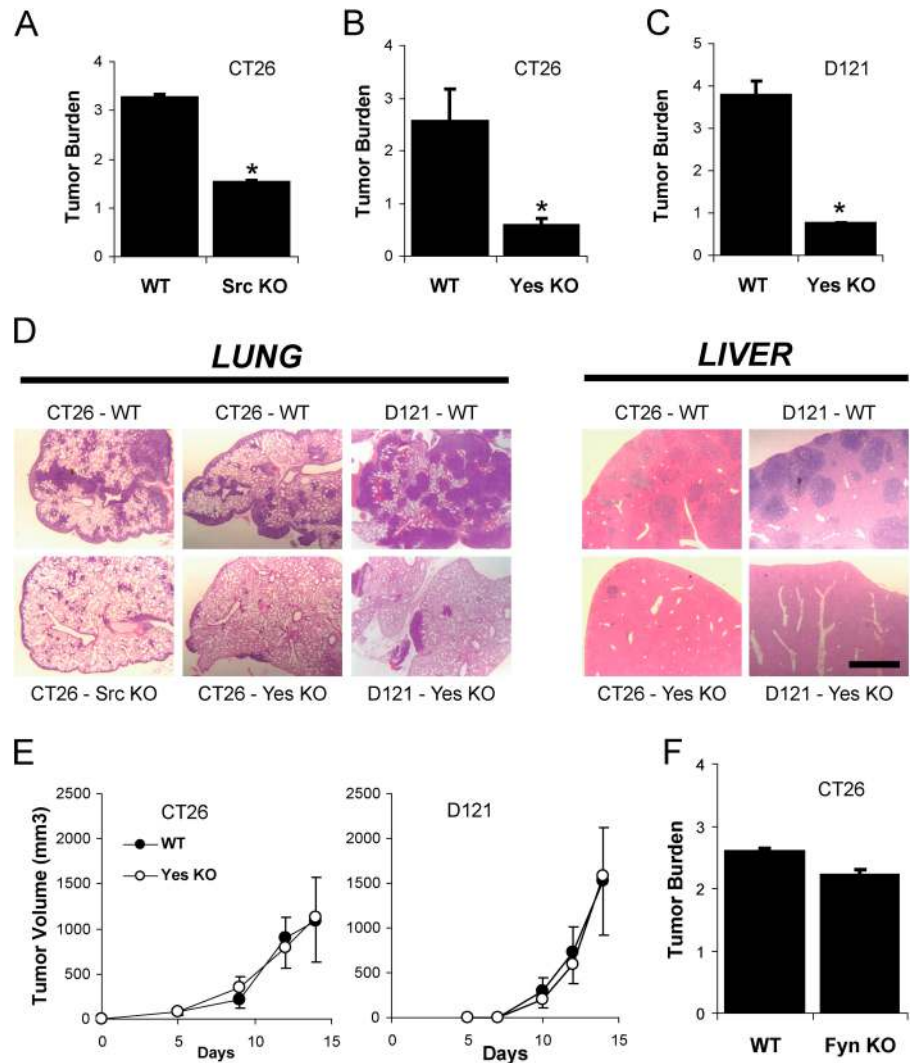 A
CT26
Tumor Burden
4
3
2
1
0
WT
Src KO
*
B
CT26
Tumor Burden
4
3
2
1
0
WT
Yes KO
*
C
D121
Tumor Burden
5
4
3
2
1
0
WT
Yes KO
*
D
LUNG
LIVER
CT26 - WT
CT26 - WT
D121 - WT
CT26 - WT
D121 - WT
CT26 - Src KO
CT26 - Yes KO
D121 - Yes KO
CT26 - Yes KO
D121 - Yes KO
E
CT26
WT
Yes KO
Tumor Volume (mm3)
2500
2000
1500
1000
500
0
0 5 10 15
Days
D121
2500
2000
1500
1000
500
0
0 5 10 15
Days
F
CT26
Tumor Burden
4
3
2
1
0
WT
Fyn KO